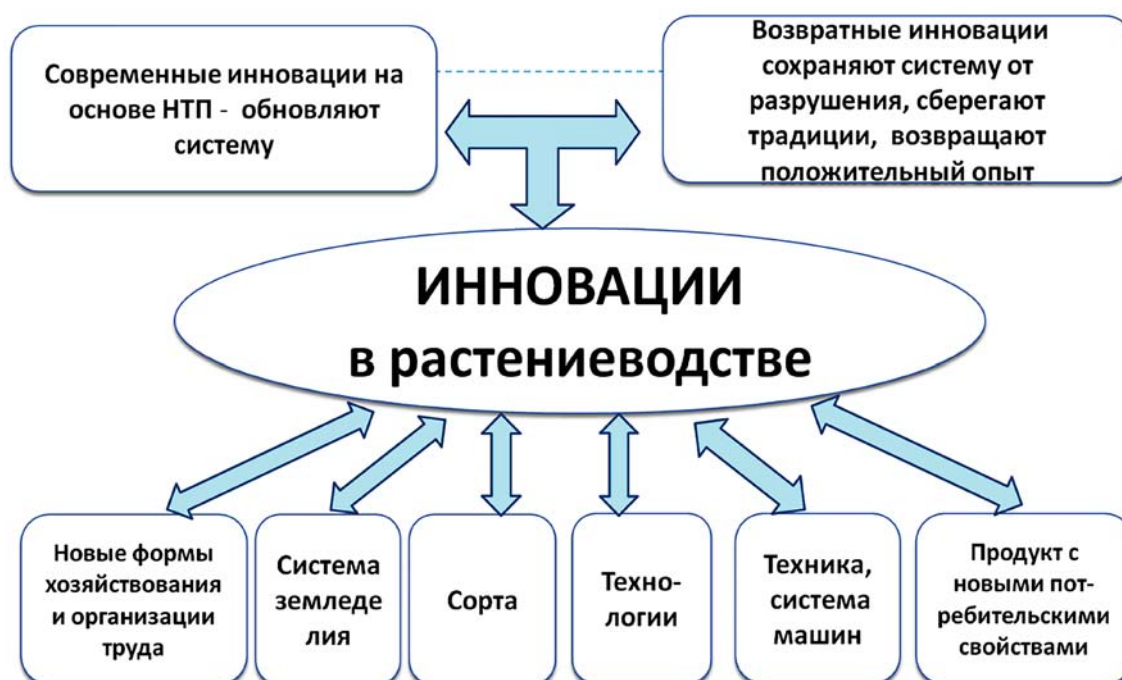 Современные инновации на
основе НТП - обновляют
систему
Возвратные инновации
сохраняют систему от
разрушения, сберегают
традиции, возвращают
положительный опыт
ИННОВАЦИИ
в растениеводстве
Новые формы
хозяйствования
и организации
труда
Система
земледе
лия
Сорта
Техно-
логии
Техника,
система
машин
Продукт с
новыми пот-
ребительскими
свойствами